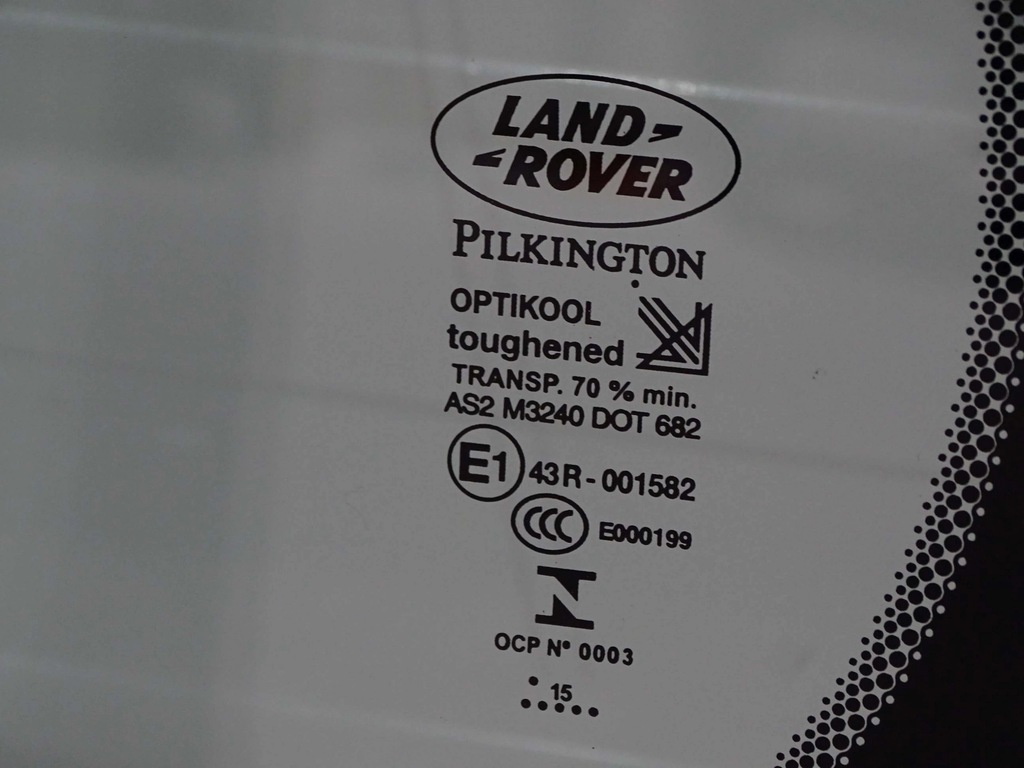 LAND
ROVER
PILKINGTON
OPTIKOOL
toughened
TRANSP. 70 % min.
AS2 M3240 DOT 682
E1 43R-001582
CCC E000199
N
OCP Nº 0003
15